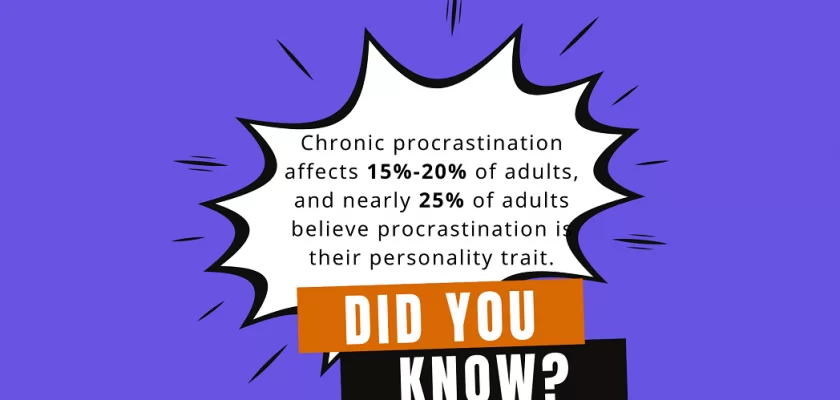 Chronic procrastination
affects 15%-20% of adults,
and nearly 25% of adults
believe procrastination is
their personality trait.
DID YOU
KNOW?